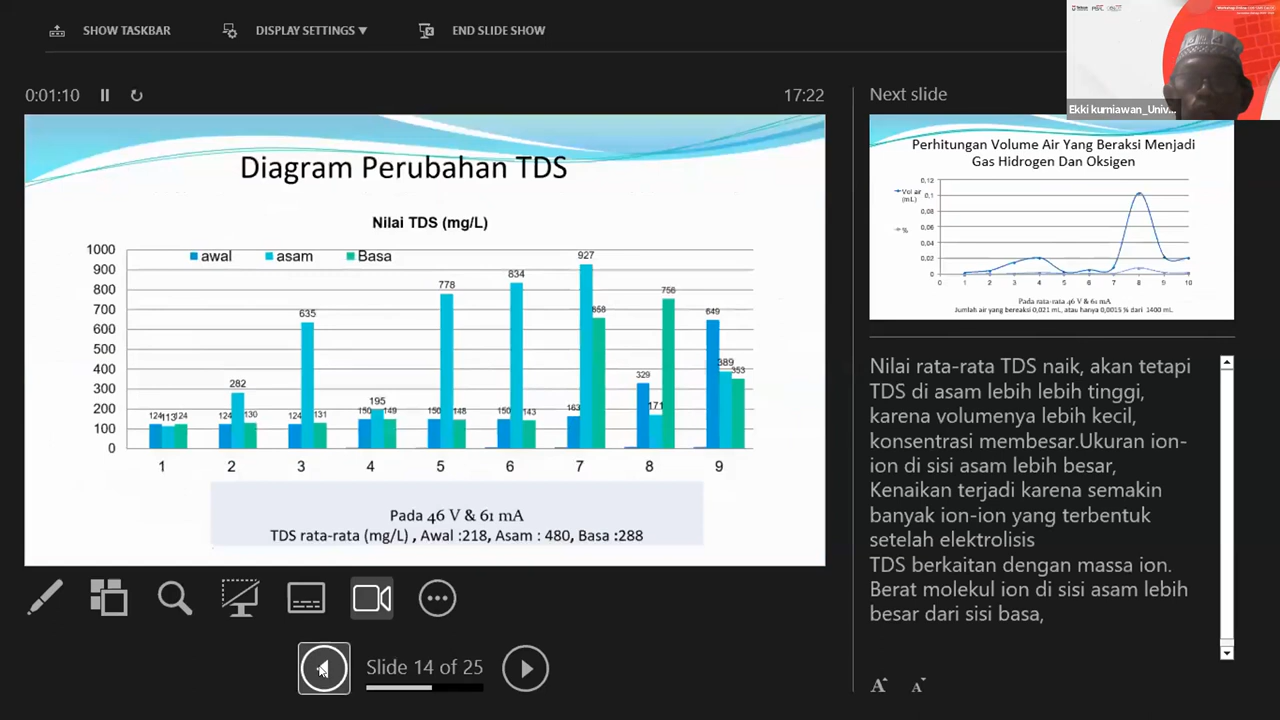 SHOW TASKBAR
DISPLAY SETTINGS ▼
END SLIDE SHOW
Ekki kurniawan_Univ...
0:01:10
17:22
Diagram Perubahan TDS
Nilai TDS (mg/L)
awal asam Basa
1000
900
800
700
600
500
400
300
200
100
0
124 113 124
124 282 130
124 635 131
150 195 149
150 778 148
150 834 143
163 927 658
329 171 756
649 389 353
1 2 3 4 5 6 7 8 9
Pada 46 V & 61 mA
TDS rata-rata (mg/L) , Awal :218, Asam : 480, Basa :288
Slide 14 of 25
Next slide
Perhitungan Volume Air Yang Beraksi Menjadi
Gas Hidrogen Dan Oksigen
Vol air
(mL)
%
0,12
0,1
0,08
0,06
0,04
0,02
0
0 1 2 3 4 5 6 7 8 9 10
Pada rata-rata 46 V & 61 mA
Jumlah air yang bereaksi 0,021 mL, atau hanya 0,0015 % dari 1400 mL.
Nilai rata-rata TDS naik, akan tetapi
TDS di asam lebih lebih tinggi,
karena volumenya lebih kecil,
konsentrasi membesar.Ukuran ion-
ion di sisi asam lebih besar,
Kenaikan terjadi karena semakin
banyak ion-ion yang terbentuk
setelah elektrolisis
TDS berkaitan dengan massa ion.
Berat molekul ion di sisi asam lebih
besar dari sisi basa,
A A